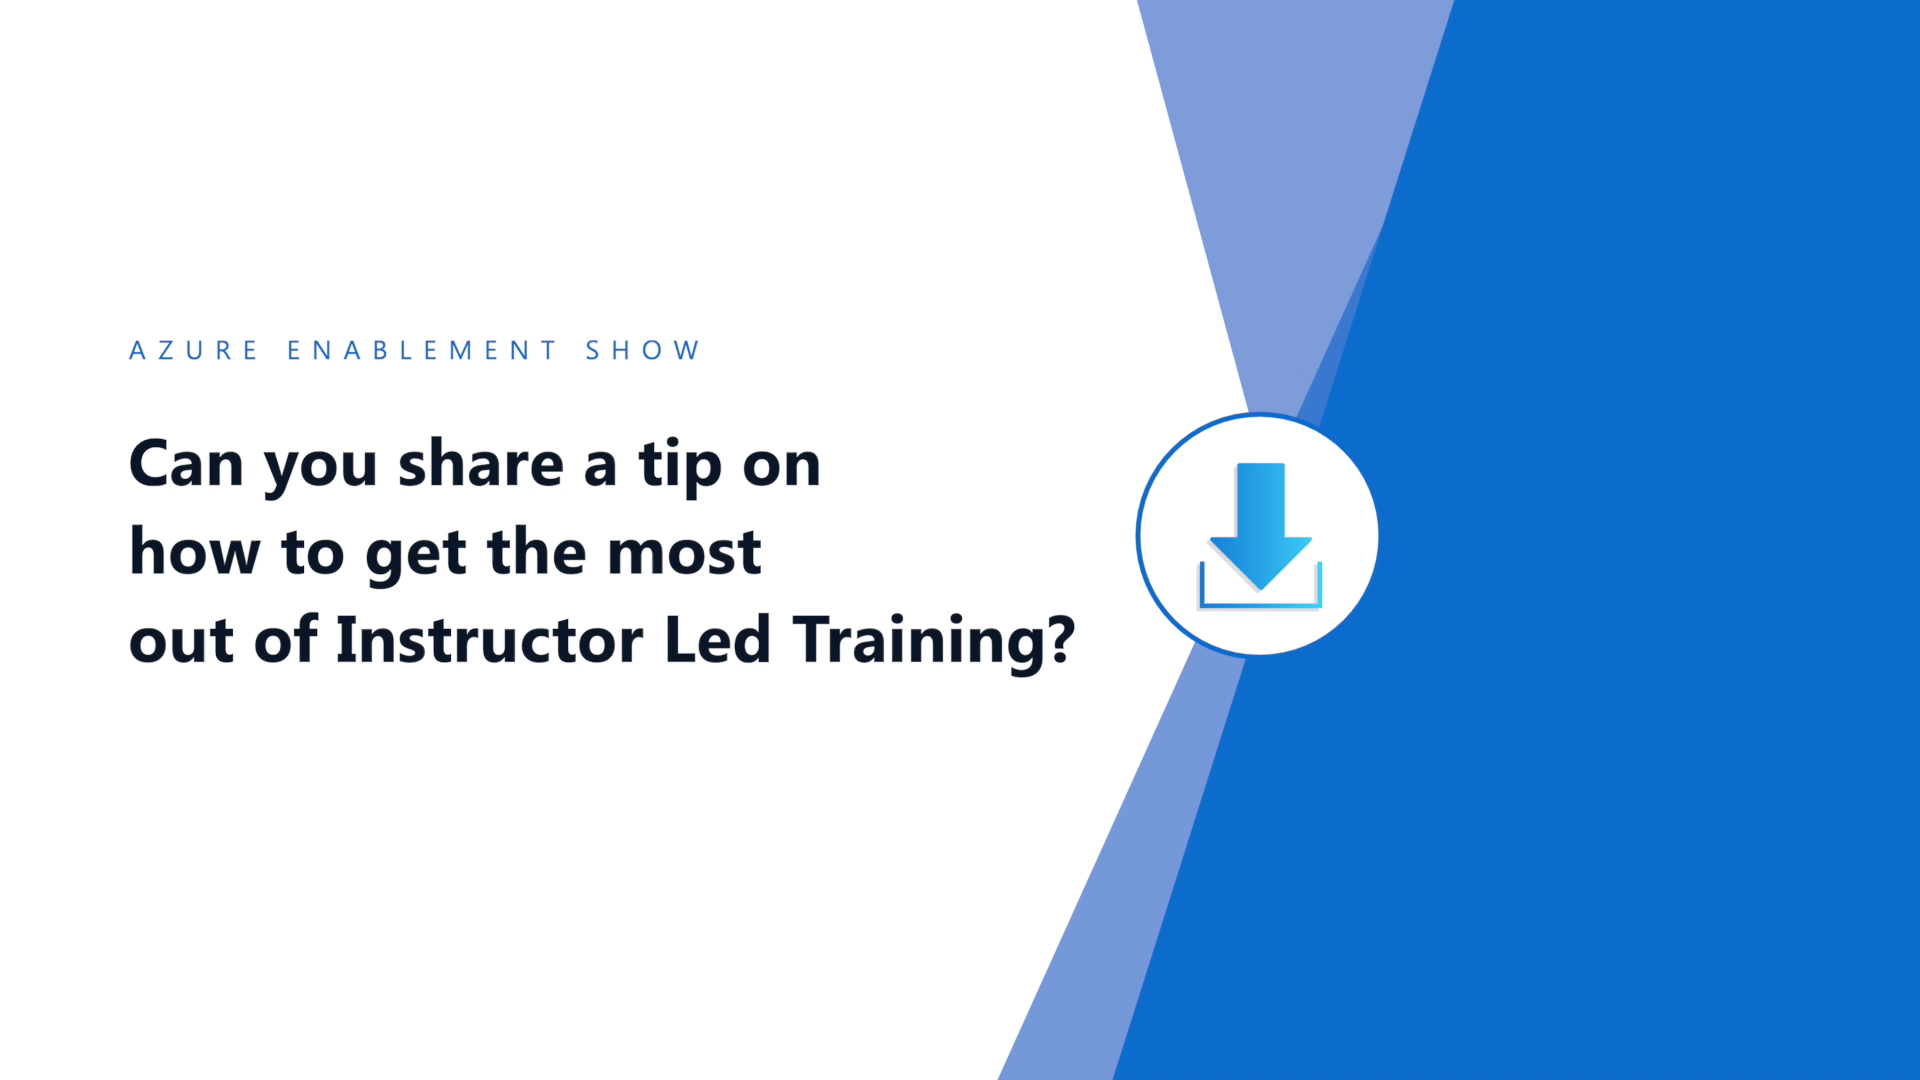 AZURE ENABLEMENT SHOW
Can you share a tip on
how to get the most
out of Instructor Led Training?